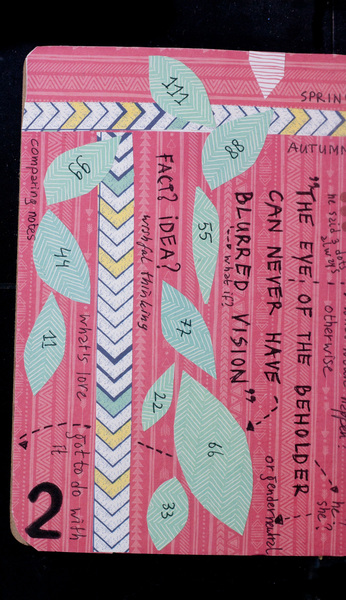 SPRIN
AUTUMN
111
88
99
55
44
77
11
22
66
33
"THE EYE, OF THE BEHOLDER
CAN NEVER HAVE
BLURRED VISION"
what if?
otherwise
he?
she?
or gender neutral
FACT? iDEA?
wishful thinking
comparing notes
what's love
got to do with
it
2